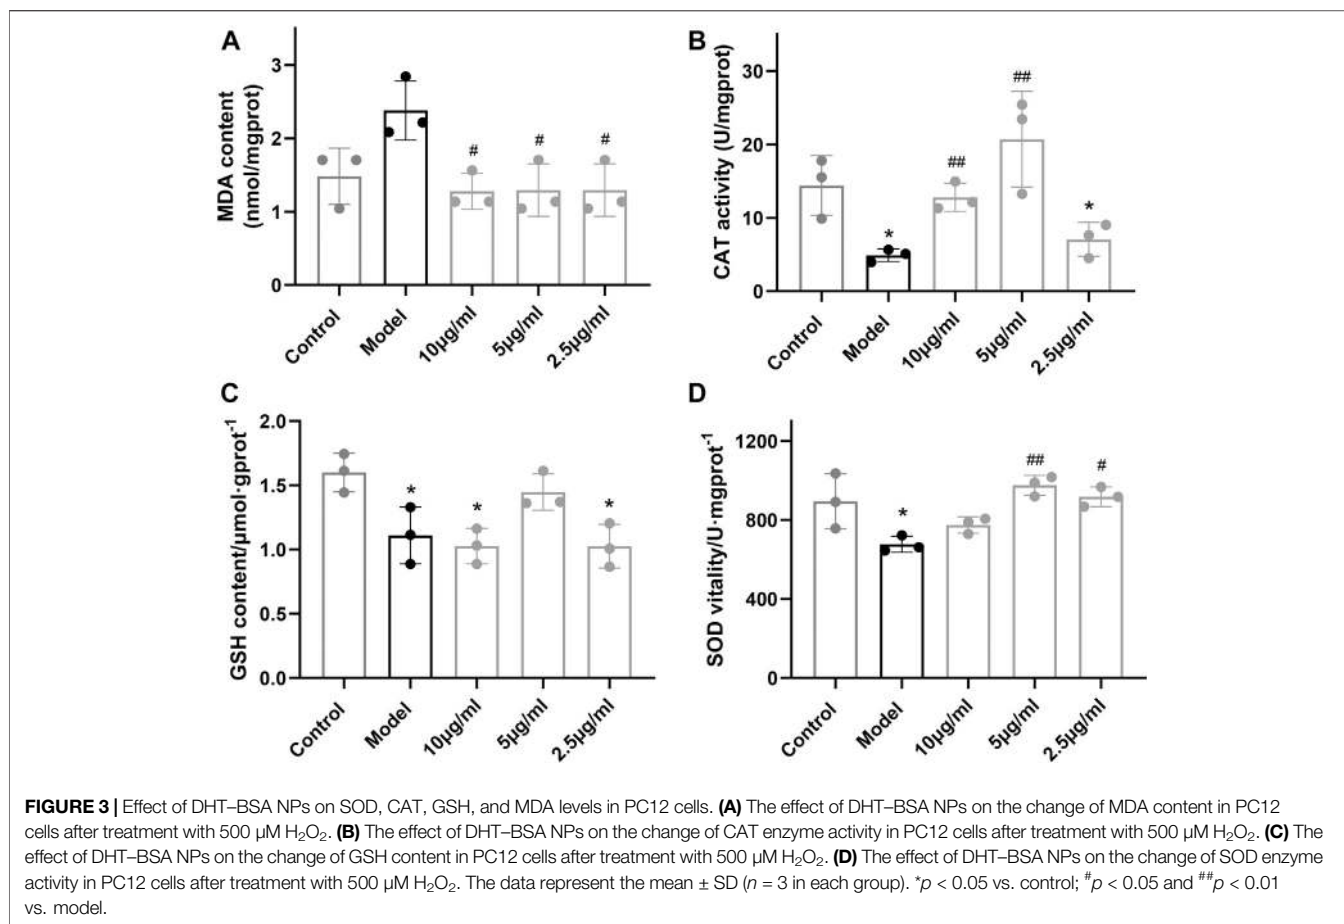 A
MDA content
(nmol/mgprot)
3
2
1
0
#
#
#
Control
Model
10µg/ml
5µg/ml
2.5µg/ml
B
CAT activity (U/mgprot)
30
20
10
0
*
##
##
*
Control
Model
10µg/ml
5µg/ml
2.5µg/ml
C
GSH content/µmol·gprot⁻¹
2.0
1.5
1.0
0.5
0.0
*
*
*
Control
Model
10µg/ml
5µg/ml
2.5µg/ml
D
SOD vitality/U·mgprot⁻¹
1200
800
400
0
*
##
#
Control
Model
10µg/ml
5µg/ml
2.5µg/ml
FIGURE 3 | Effect of DHT–BSA NPs on SOD, CAT, GSH, and MDA levels in PC12 cells. (A) The effect of DHT–BSA NPs on the change of MDA content in PC12
cells after treatment with 500 µM H₂O₂. (B) The effect of DHT–BSA NPs on the change of CAT enzyme activity in PC12 cells after treatment with 500 µM H₂O₂. (C) The
effect of DHT–BSA NPs on the change of GSH content in PC12 cells after treatment with 500 µM H₂O₂. (D) The effect of DHT–BSA NPs on the change of SOD enzyme
activity in PC12 cells after treatment with 500 µM H₂O₂. The data represent the mean ± SD (n = 3 in each group). *p < 0.05 vs. control; #p < 0.05 and ##p < 0.01
vs. model.